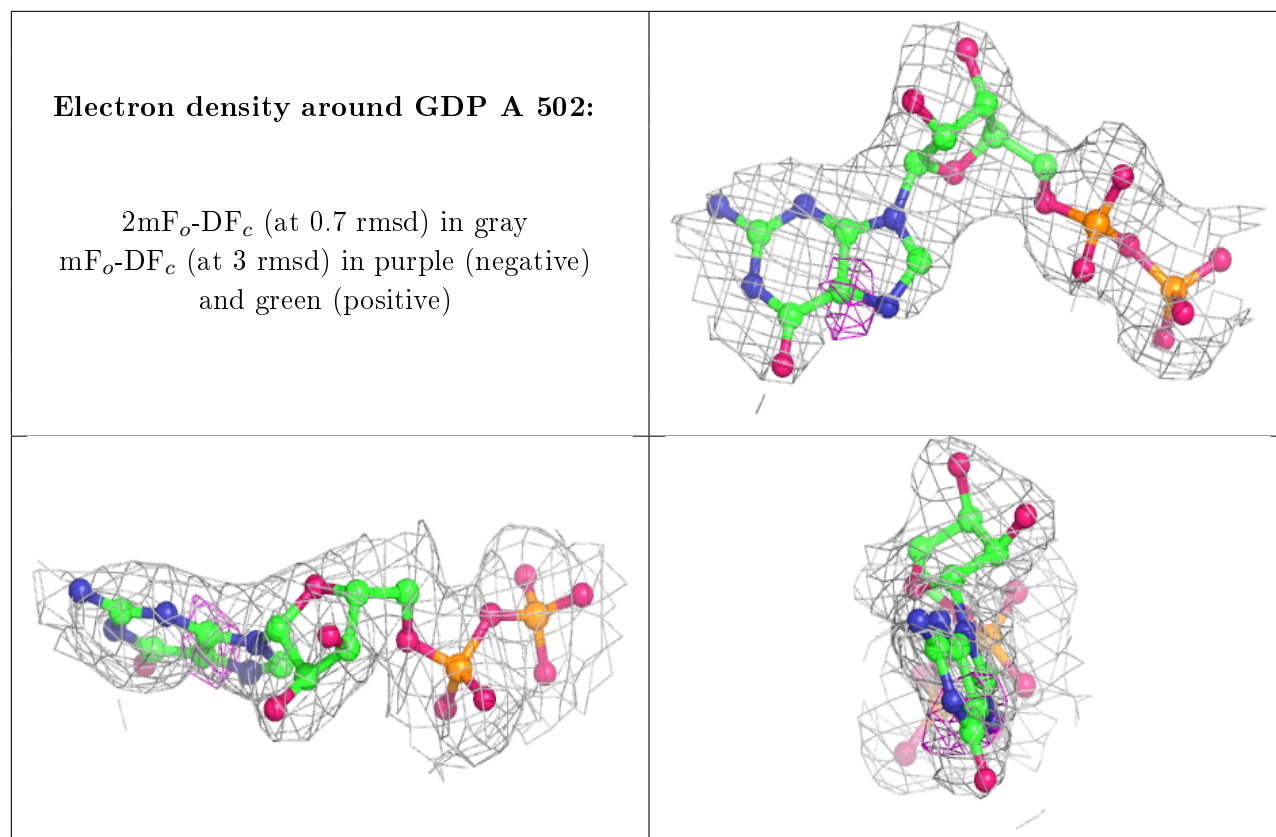 Electron density around GDP A 502:
2mFₒ-DF𝒸 (at 0.7 rmsd) in gray
mFₒ-DF𝒸 (at 3 rmsd) in purple (negative)
and green (positive)